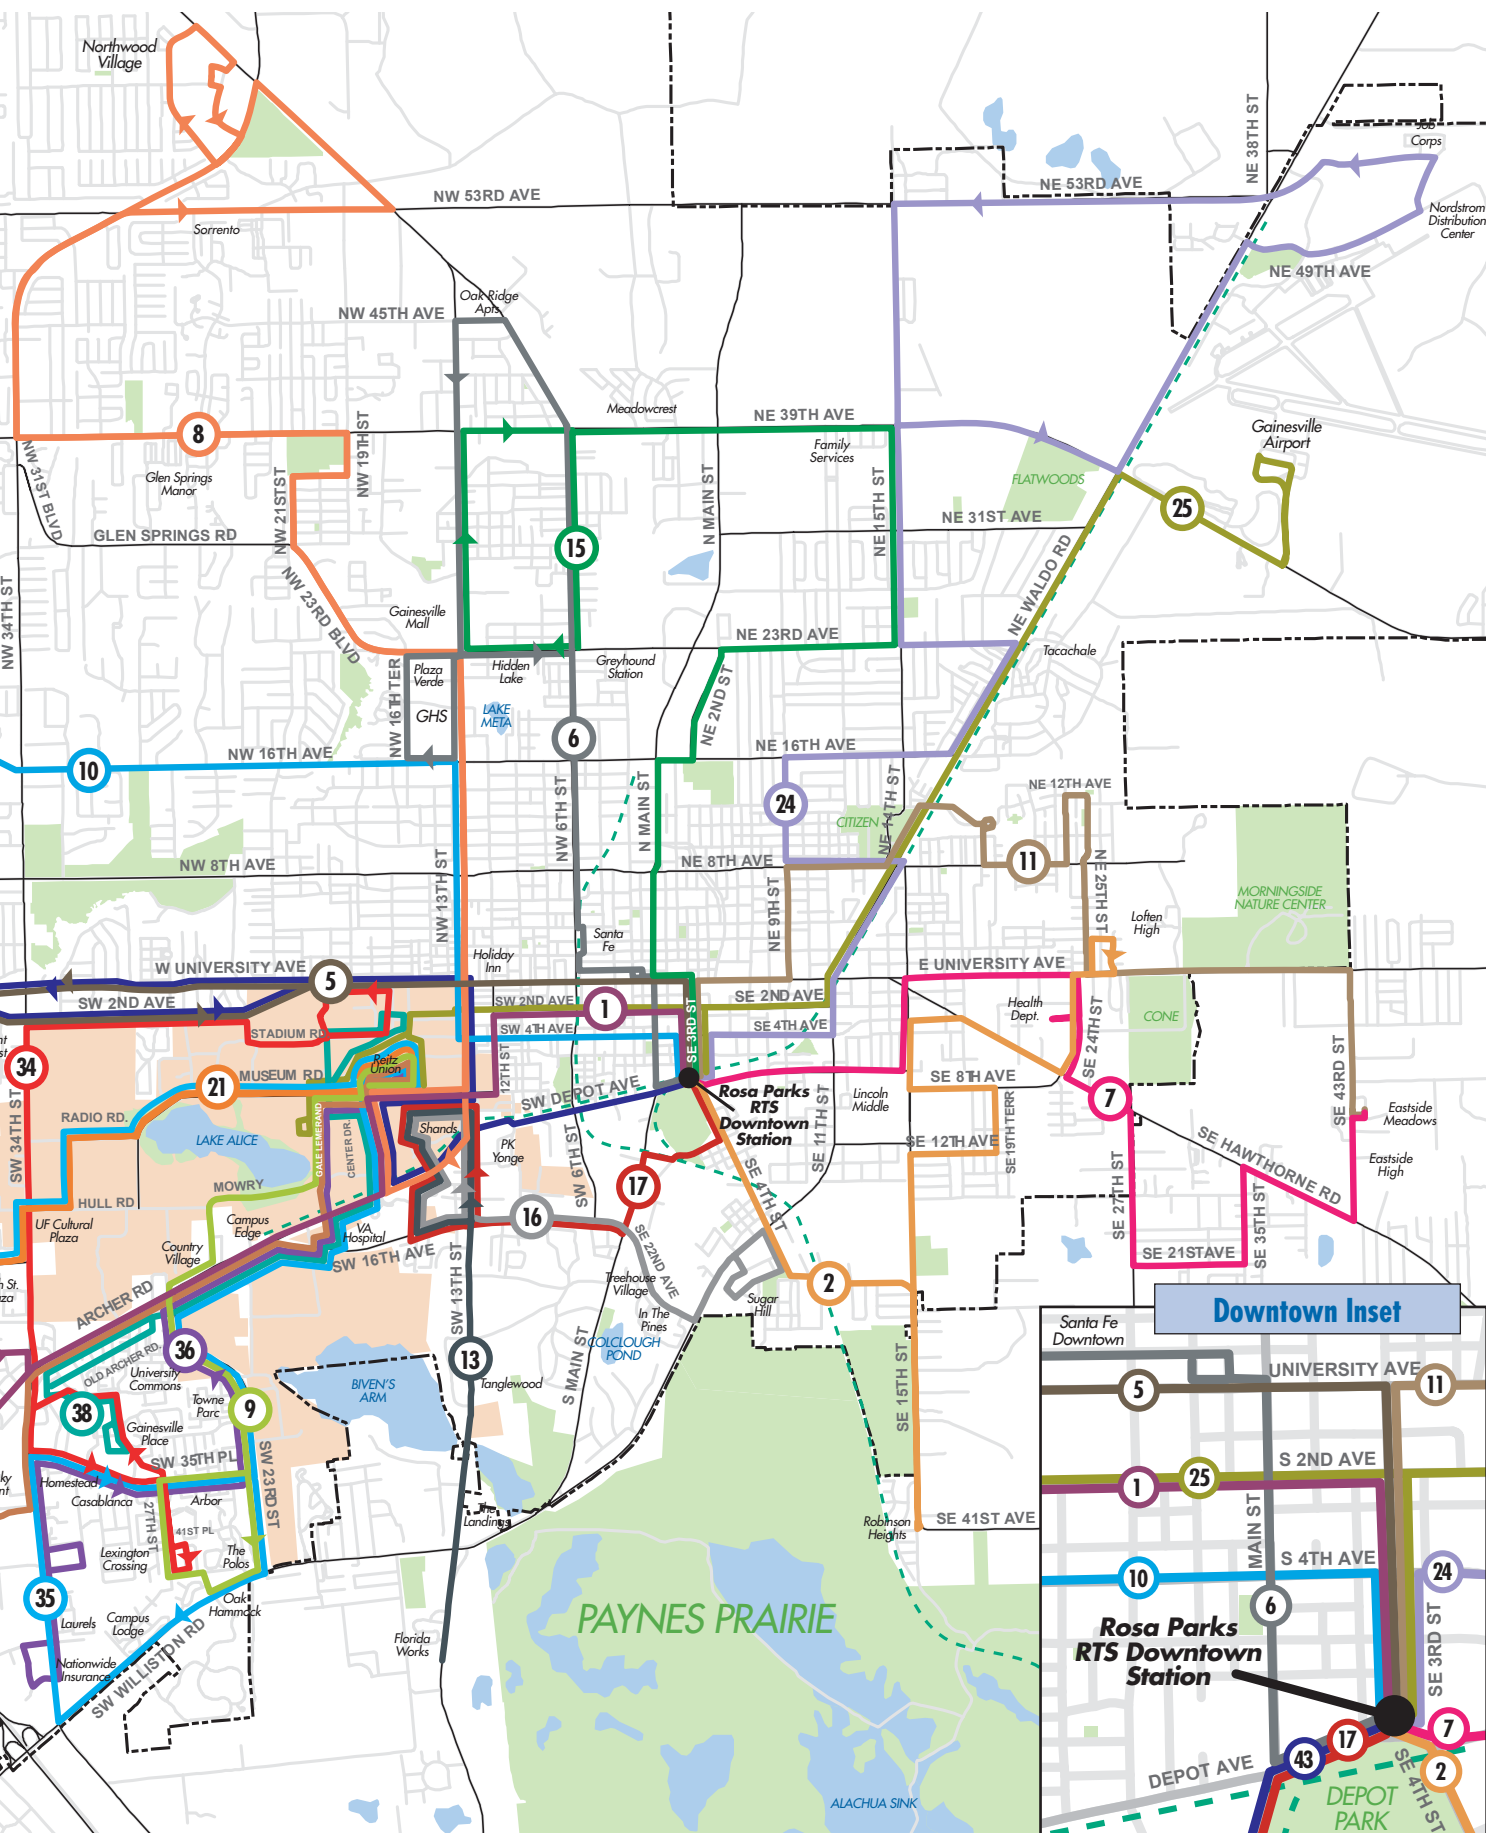 Northwood
Village
NW 53RD AVE
NE 53RD AVE
NE 38TH ST
Job
Corps
Nordstrom
Distribution
Center
Sorrento
NE 49TH AVE
NW 45TH AVE
Oak Ridge
Apts
Meadowcrest
NE 39TH AVE
Family
Services
Gainesville
Airport
8
NW 19TH ST
NW 31ST BLVD
Glen Springs
Manor
NW 21ST ST
GLEN SPRINGS RD
FLATWOODS
25
NE 31ST AVE
N MAIN ST
NE 15TH ST
15
NW 34TH ST
NW 23RD BLVD
Gainesville
Mall
NE WALDO RD
NE 23RD AVE
Tacachale
Plaza
Verde
Hidden
Lake
Greyhound
Station
NW 16TH TER
GHS
LAKE
META
NE 2ND ST
6
NW 16TH AVE
10
NE 16TH AVE
24
NE 12TH AVE
NW 6TH ST
N MAIN ST
CITIZEN
NE 14TH ST
NW 8TH AVE
NE 8TH AVE
11
NW 13TH ST
NE 9TH ST
NE 25TH ST
MORNINGSIDE
NATURE CENTER
Loften
High
Santa
Fe
Holiday
Inn
W UNIVERSITY AVE
5
E UNIVERSITY AVE
SW 2ND AVE
SW 2ND AVE
1
SE 2ND AVE
Health
Dept.
CONE
STADIUM RD
SW 4TH AVE
SE 4TH AVE
SE 3RD ST
SE 24TH ST
34
Reitz
Union
MUSEUM RD
21
12TH ST
SW DEPOT AVE
SE 8TH AVE
Rosa Parks
RTS
Downtown
Station
Lincoln
Middle
7
SE 43RD ST
Eastside
Meadows
RADIO RD.
LAKE ALICE
GALE LEMERAND
CENTER DR.
Shands
PK
Yonge
SE 11TH ST
SE 12TH AVE
SE 19TH TERR
SE HAWTHORNE RD
Eastside
High
SW 34TH ST
HULL RD
MOWRY
17
SW 6TH ST
SE 4TH ST
SE 27TH ST
SE 35TH ST
UF Cultural
Plaza
Campus
Edge
VA
Hospital
16
SE 21ST AVE
Country
Village
SW 16TH AVE
SE 22ND AVE
ARCHER RD
SW 13TH ST
Treehouse
Village
In The
Pines
Sugar
Hill
2
36
OLD ARCHER RD.
University
Commons
13
COLCLOUGH
POND
BIVEN'S
ARM
Tanglewood
S MAIN ST
SE 15TH ST
Towne
Parc
9
38
Gainesville
Place
SW 35TH PL
SW 23RD ST
Homestead
Casablanca
Arbor
27TH ST
41ST PL
The
Landings
Robinson
Heights
SE 41ST AVE
Lexington
Crossing
The
Polos
35
Oak
Hammock
Laurels
Campus
Lodge
Florida
Works
PAYNES PRAIRIE
Nationwide
Insurance
SW WILLISTON RD
ALACHUA SINK
Downtown Inset
Santa Fe
Downtown
UNIVERSITY AVE
5
11
S 2ND AVE
1
25
MAIN ST
S 4TH AVE
10
24
6
Rosa Parks
RTS Downtown
Station
SE 3RD ST
7
17
43
2
DEPOT AVE
SE 4TH ST
DEPOT
PARK